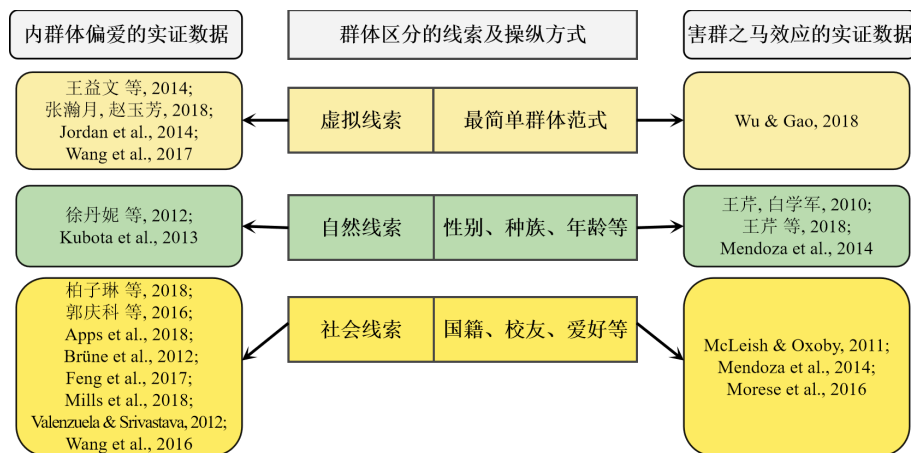 内群体偏爱的实证数据
群体区分的线索及操纵方式
害群之马效应的实证数据
王益文 等, 2014;
张瀚月, 赵玉芳, 2018;
Jordan et al., 2014;
Wang et al., 2017
虚拟线索
最简单群体范式
Wu & Gao, 2018
徐丹妮 等, 2012;
Kubota et al., 2013
自然线索
性别、种族、年龄等
王芹, 白学军, 2010;
王芹 等, 2018;
Mendoza et al., 2014
柏子琳 等, 2018;
郭庆科 等, 2016;
Apps et al., 2018;
Brüne et al., 2012;
Feng et al., 2017;
Mills et al., 2018;
Valenzuela & Srivastava, 2012;
Wang et al., 2016
社会线索
国籍、校友、爱好等
McLeish & Oxoby, 2011;
Mendoza et al., 2014;
Morese et al., 2016